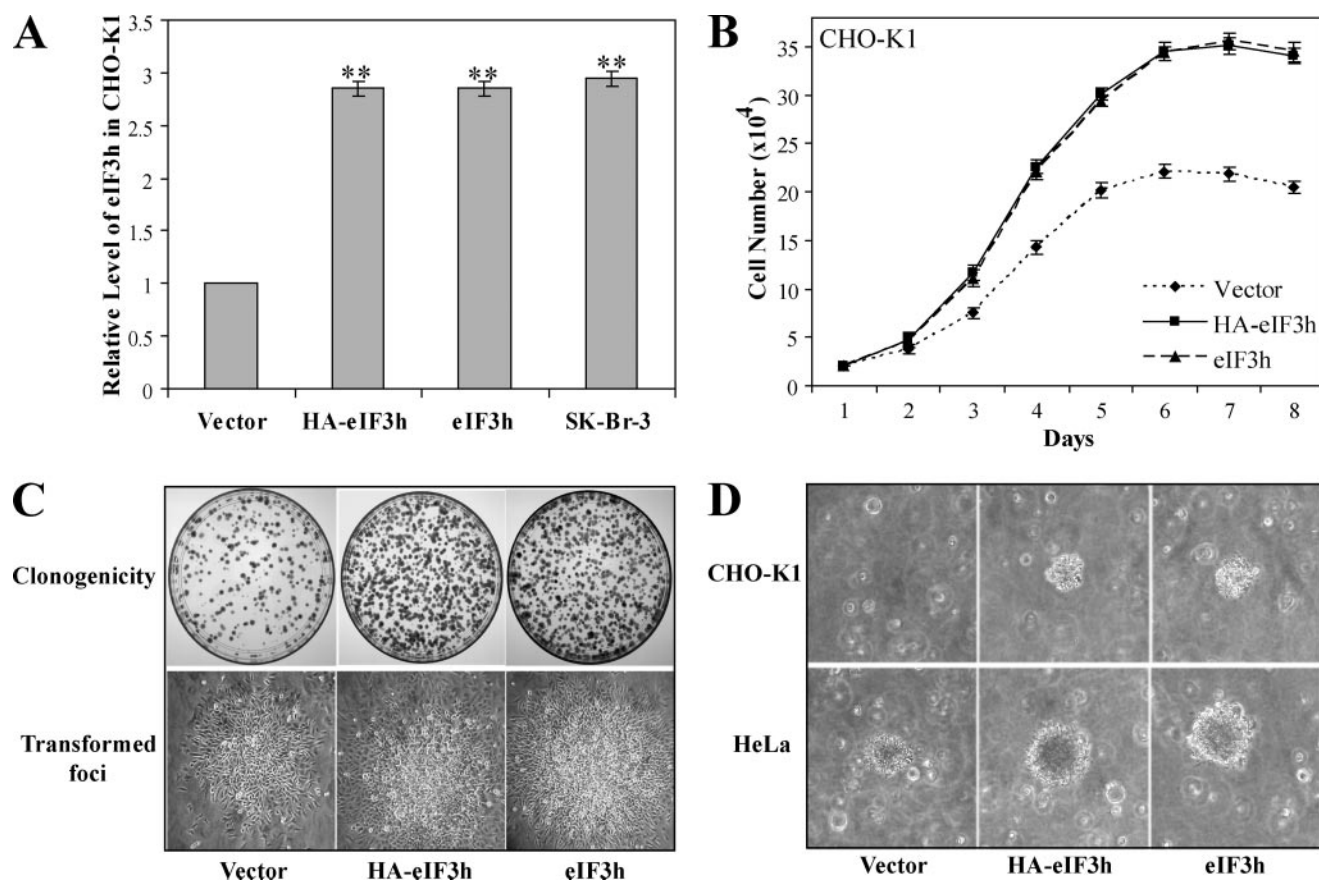 A
Relative Level of eIF3h in CHO-K1
3.5
3
2.5
2
1.5
1
0.5
0
**
**
**
Vector HA-eIF3h eIF3h SK-Br-3
B
CHO-K1
Cell Number (x10⁴)
35
30
25
20
15
10
5
0
Vector
HA-eIF3h
eIF3h
1 2 3 4 5 6 7 8
Days
C
Clonogenicity
Transformed
foci
Vector HA-eIF3h eIF3h
D
CHO-K1
HeLa
Vector HA-eIF3h eIF3h